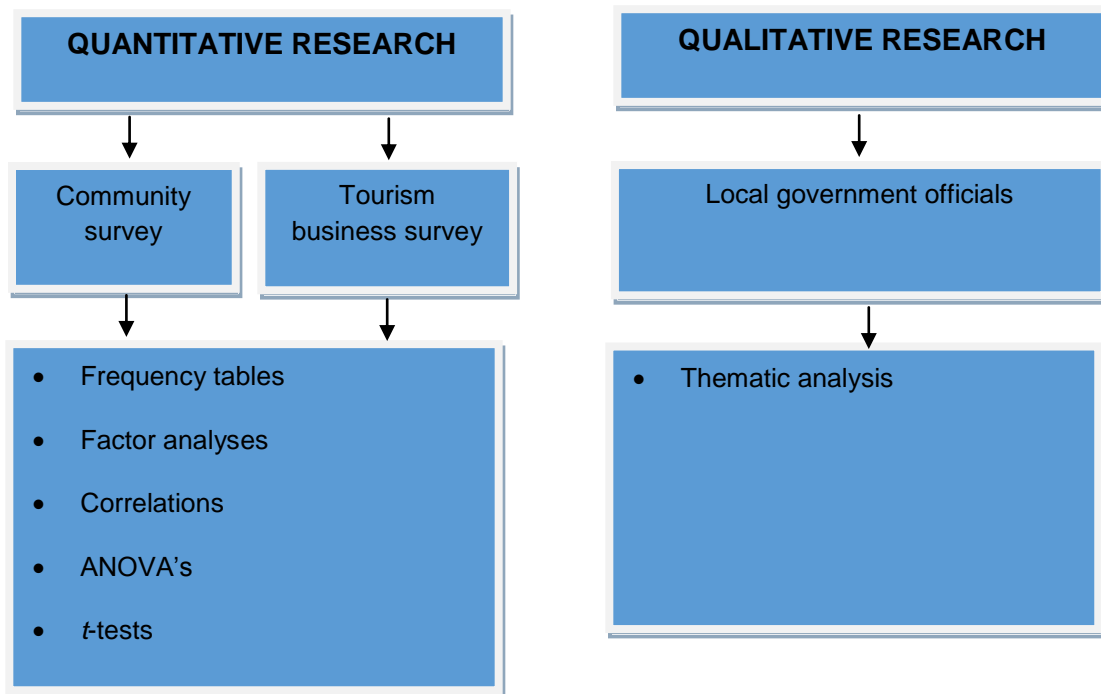 QUANTITATIVE RESEARCH
Community
survey
Tourism
business survey
• Frequency tables
• Factor analyses
• Correlations
• ANOVA’s
• t-tests
QUALITATIVE RESEARCH
Local government officials
• Thematic analysis